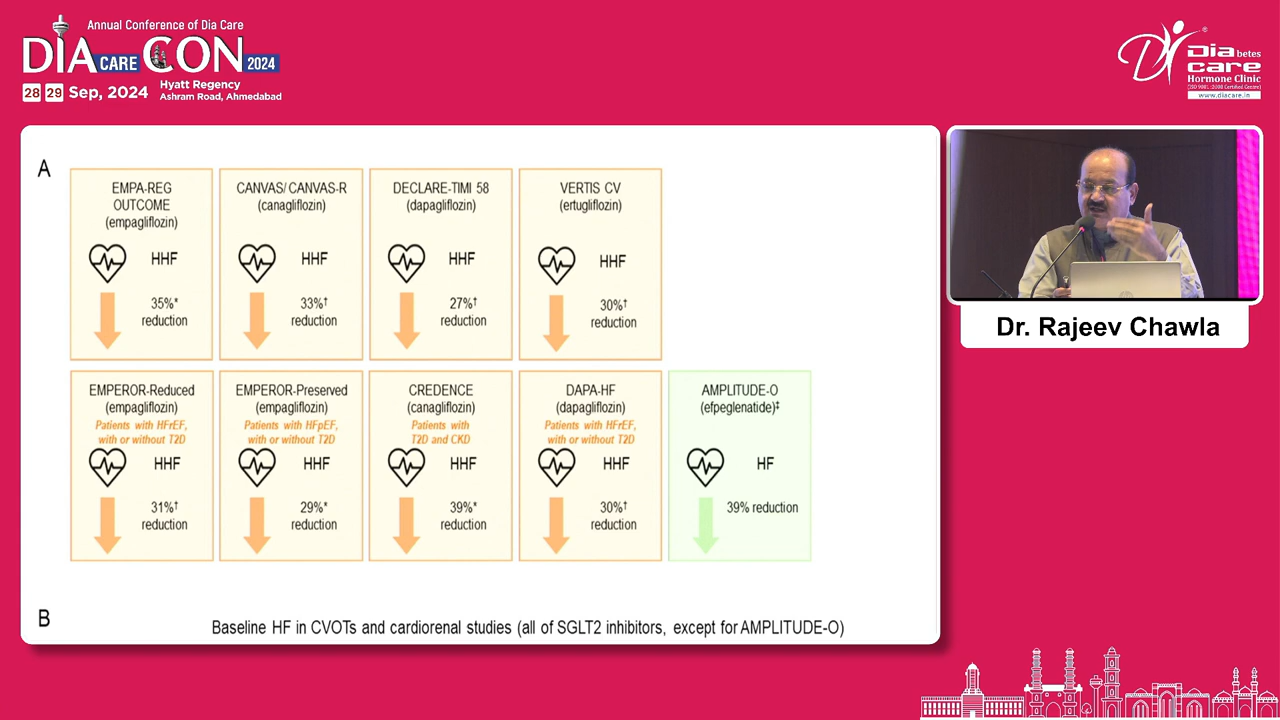 Annual Conference of Dia Care
DIA CARE CON 2024
28 29 Sep, 2024
Hyatt Regency
Ashram Road, Ahmedabad
Diabetes
care
Hormone Clinic
(ISO 9001:2008 Certified Centre)
www.diacare.in
A
EMPA-REG
OUTCOME
(empagliflozin)
HHF
35%*
reduction
CANVAS/ CANVAS-R
(canagliflozin)
HHF
33%†
reduction
DECLARE-TIMI 58
(dapagliflozin)
HHF
27%†
reduction
VERTIS CV
(ertugliflozin)
HHF
30%†
reduction
EMPEROR-Reduced
(empagliflozin)
Patients with HFrEF,
with or without T2D
HHF
31%†
reduction
EMPEROR-Preserved
(empagliflozin)
Patients with HFpEF,
with or without T2D
HHF
29%*
reduction
CREDENCE
(canagliflozin)
Patients with
T2D and CKD
HHF
39%*
reduction
DAPA-HF
(dapagliflozin)
Patients with HFrEF,
with or without T2D
HHF
30%†
reduction
AMPLITUDE-O
(efpeglenatide)‡
HF
39% reduction
B
Baseline HF in CVOTs and cardiorenal studies (all of SGLT2 inhibitors, except for AMPLITUDE-O)
Dr. Rajeev Chawla